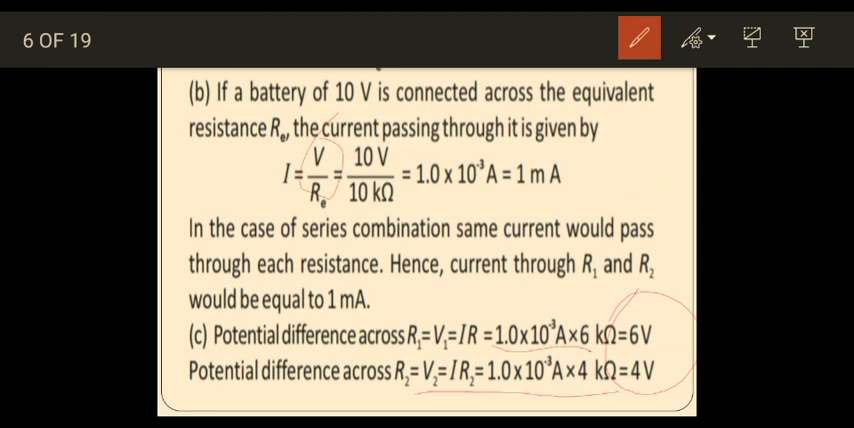 6 OF 19
(b) If a battery of 10 V is connected across the equivalent
resistance Rₑ, the current passing through it is given by
I = V/Rₑ = 10 V/10 kΩ = 1.0 x 10⁻³ A = 1 m A
In the case of series combination same current would pass
through each resistance. Hence, current through R₁ and R₂
would be equal to 1 mA.
(c) Potential difference across R₁= V₁= IR =1.0x10⁻³A×6 kΩ=6V
Potential difference across R₂= V₂= I R₂= 1.0 x 10⁻³A×4 kΩ=4 V